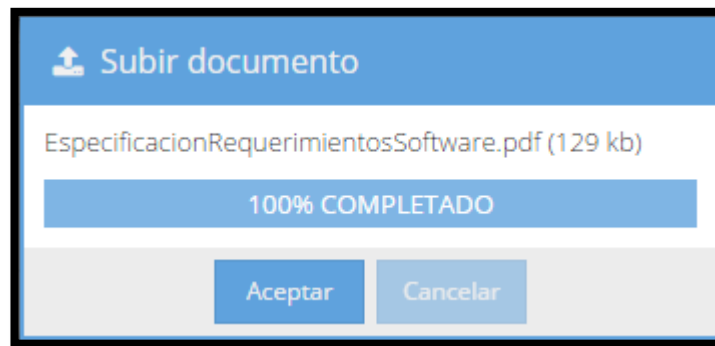 Subir documento
EspecificacionRequerimientosSoftware.pdf (129 kb)
100% COMPLETADO
Aceptar
Cancelar